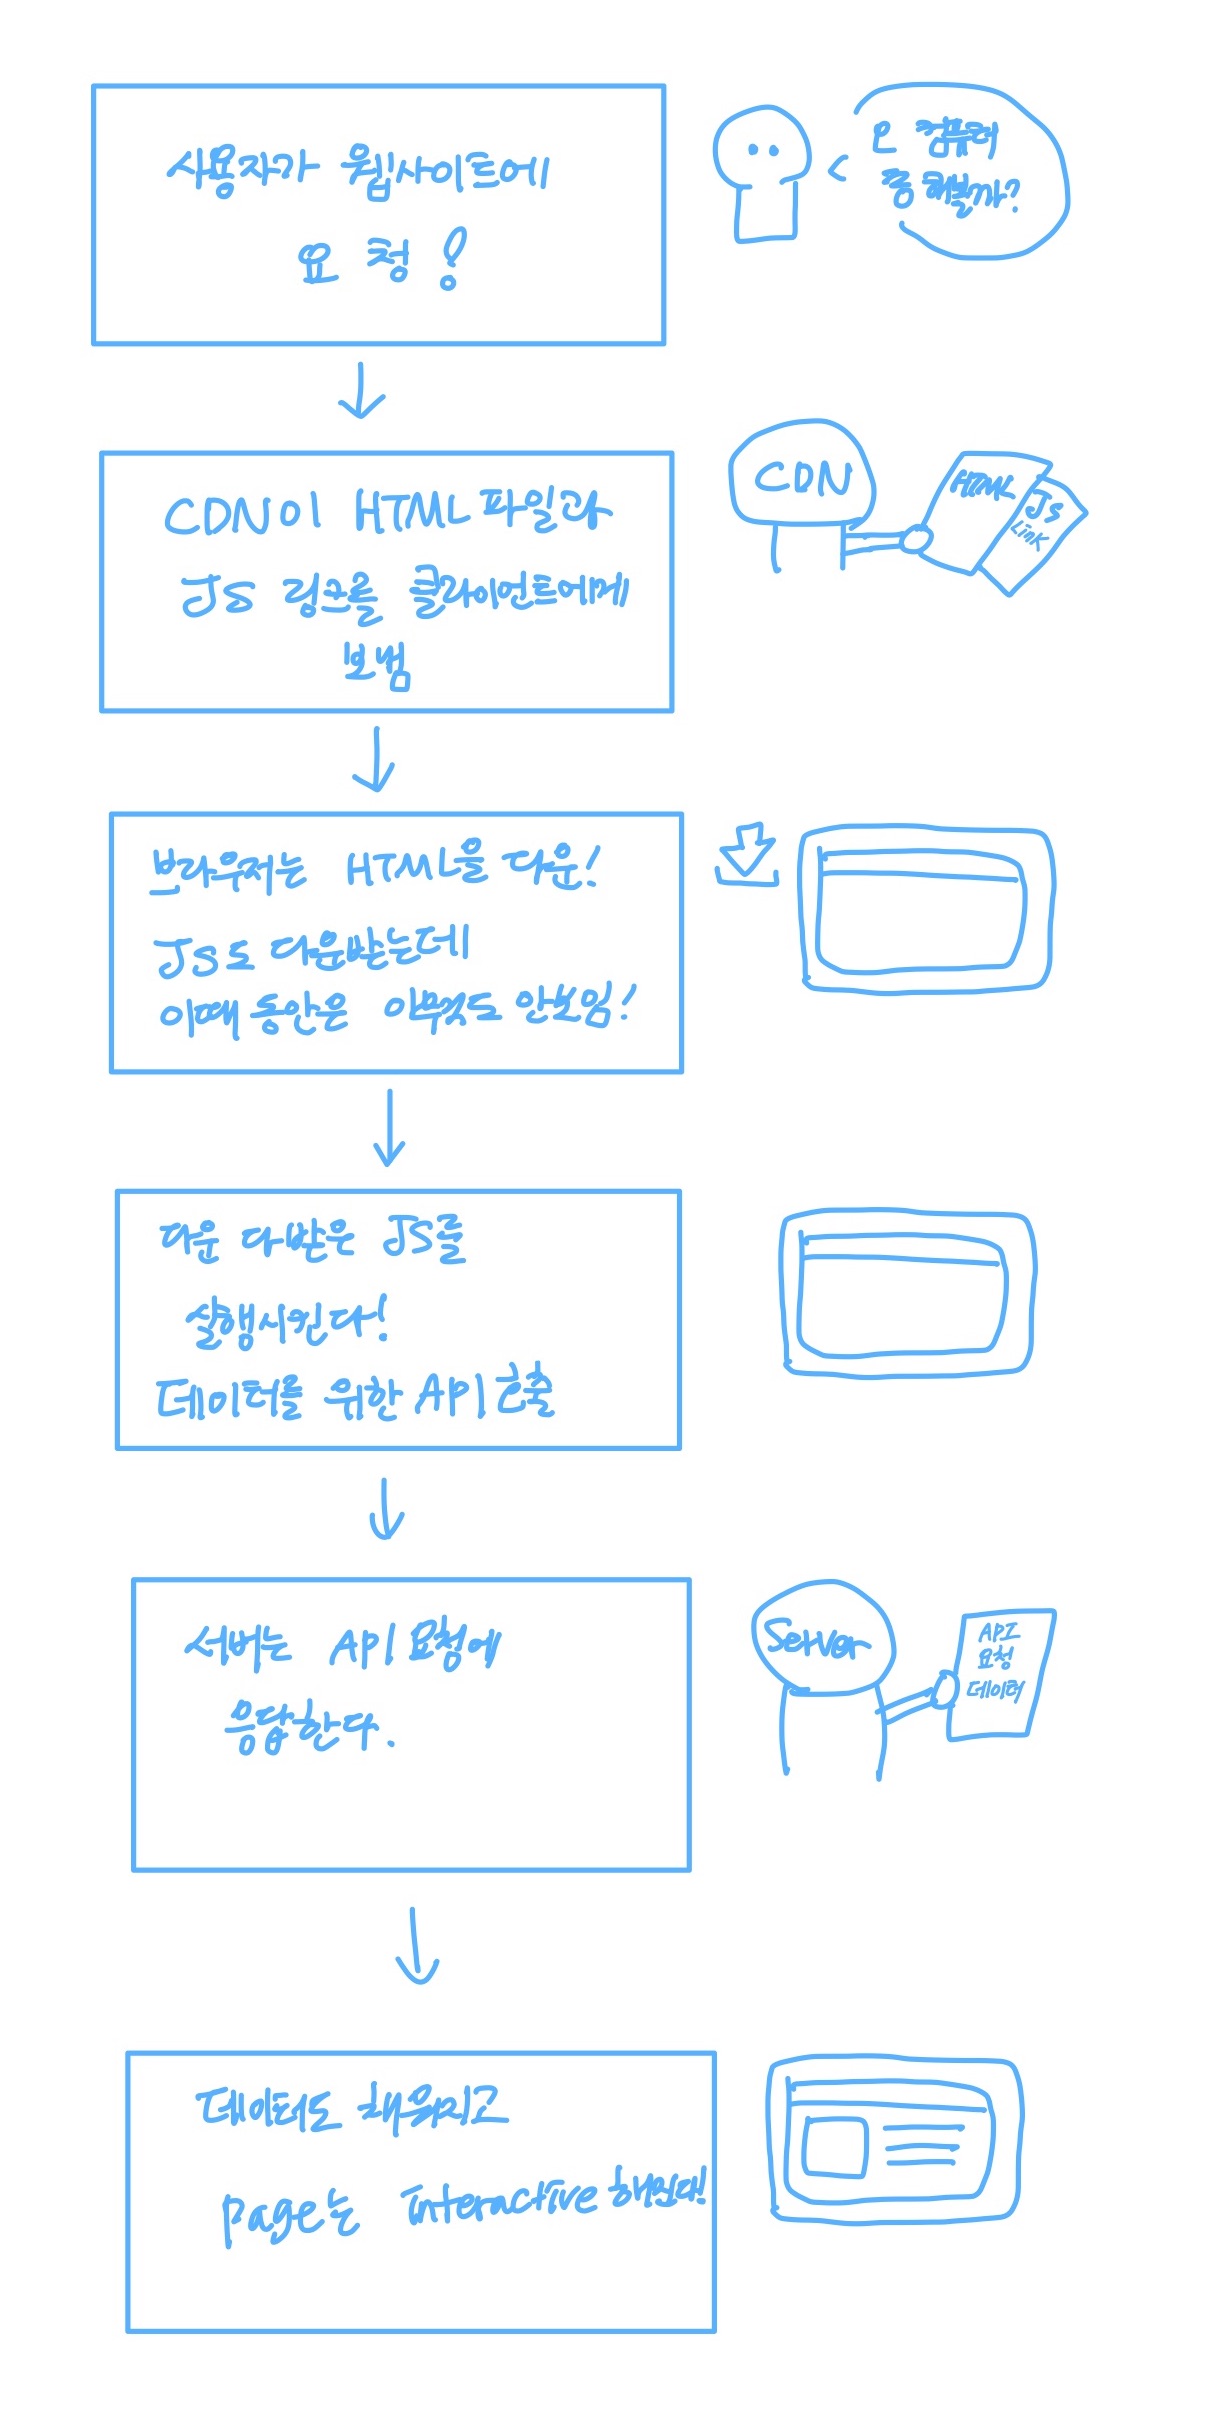 사용자가 웹사이트에
요청!
오 컴퓨터
좀 해볼까?
CDN이 HTML 파일과
JS 링크를 클라이언트에게
보냄
CDN
HTML
JS
Link
브라우저는 HTML을 다운!
JS도 다운받는데
이때 동안은 아무것도 안보임!
다운 다받은 JS를
실행시킨다!
데이터를 위한 API 호출
서버는 API 요청에
응답한다.
Server
API
요청
데이터
데이터도 채워지고
page는 interactive 해진다!